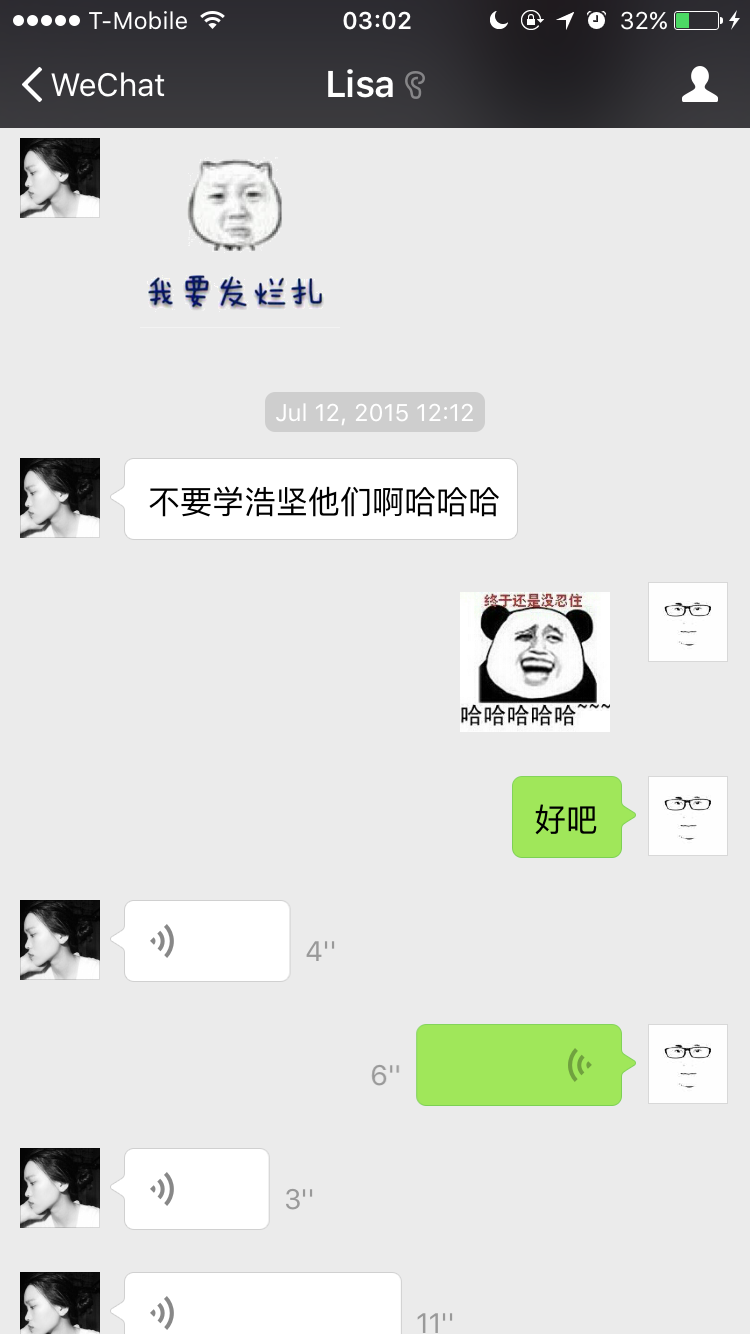 T-Mobile 03:02 32%
WeChat Lisa
我要发烂扎
Jul 12, 2015 12:12
不要学浩坚他们啊哈哈哈
终于还是没忍住
哈哈哈哈哈~~~
好吧
4''
6''
3''
11''